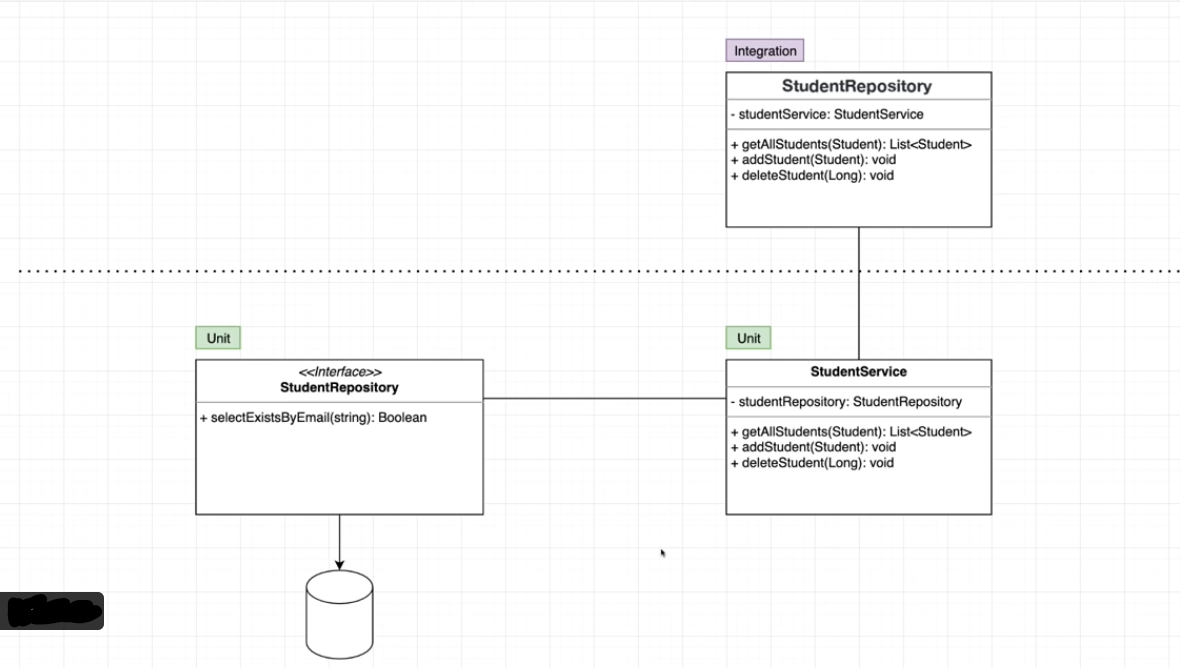 Integration
StudentRepository
- studentService: StudentService
+ getAllStudents(Student): List<Student>
+ addStudent(Student): void
+ deleteStudent(Long): void
Unit
<<Interface>>
StudentRepository
+ selectExistsByEmail(string): Boolean
Unit
StudentService
- studentRepository: StudentRepository
+ getAllStudents(Student): List<Student>
+ addStudent(Student): void
+ deleteStudent(Long): void